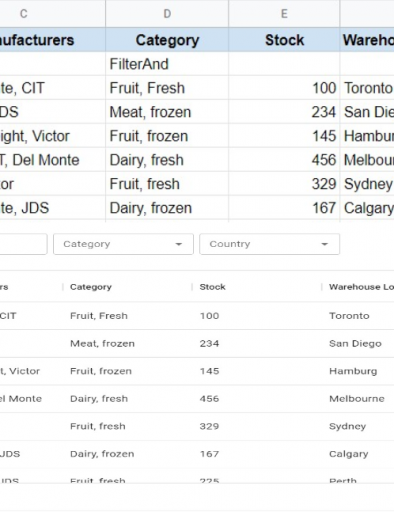 C D E
nufacturers Category Stock Wareho
FilterAnd
te, CIT Fruit, Fresh 100 Toronto
DS Meat, frozen 234 San Die
ight, Victor Fruit, frozen 145 Hambur
T, Del Monte Dairy, fresh 456 Melbou
tor Fruit, fresh 329 Sydney
te, JDS Dairy, frozen 167 Calgary
Category Country
rs Category Stock Warehouse Lo
CIT Fruit, Fresh 100 Toronto
Meat, frozen 234 San Diego
t, Victor Fruit, frozen 145 Hamburg
el Monte Dairy, fresh 456 Melbourne
Fruit, fresh 329 Sydney
JDS Dairy, frozen 167 Calgary
JDS Fruit, fresh 225 Perth